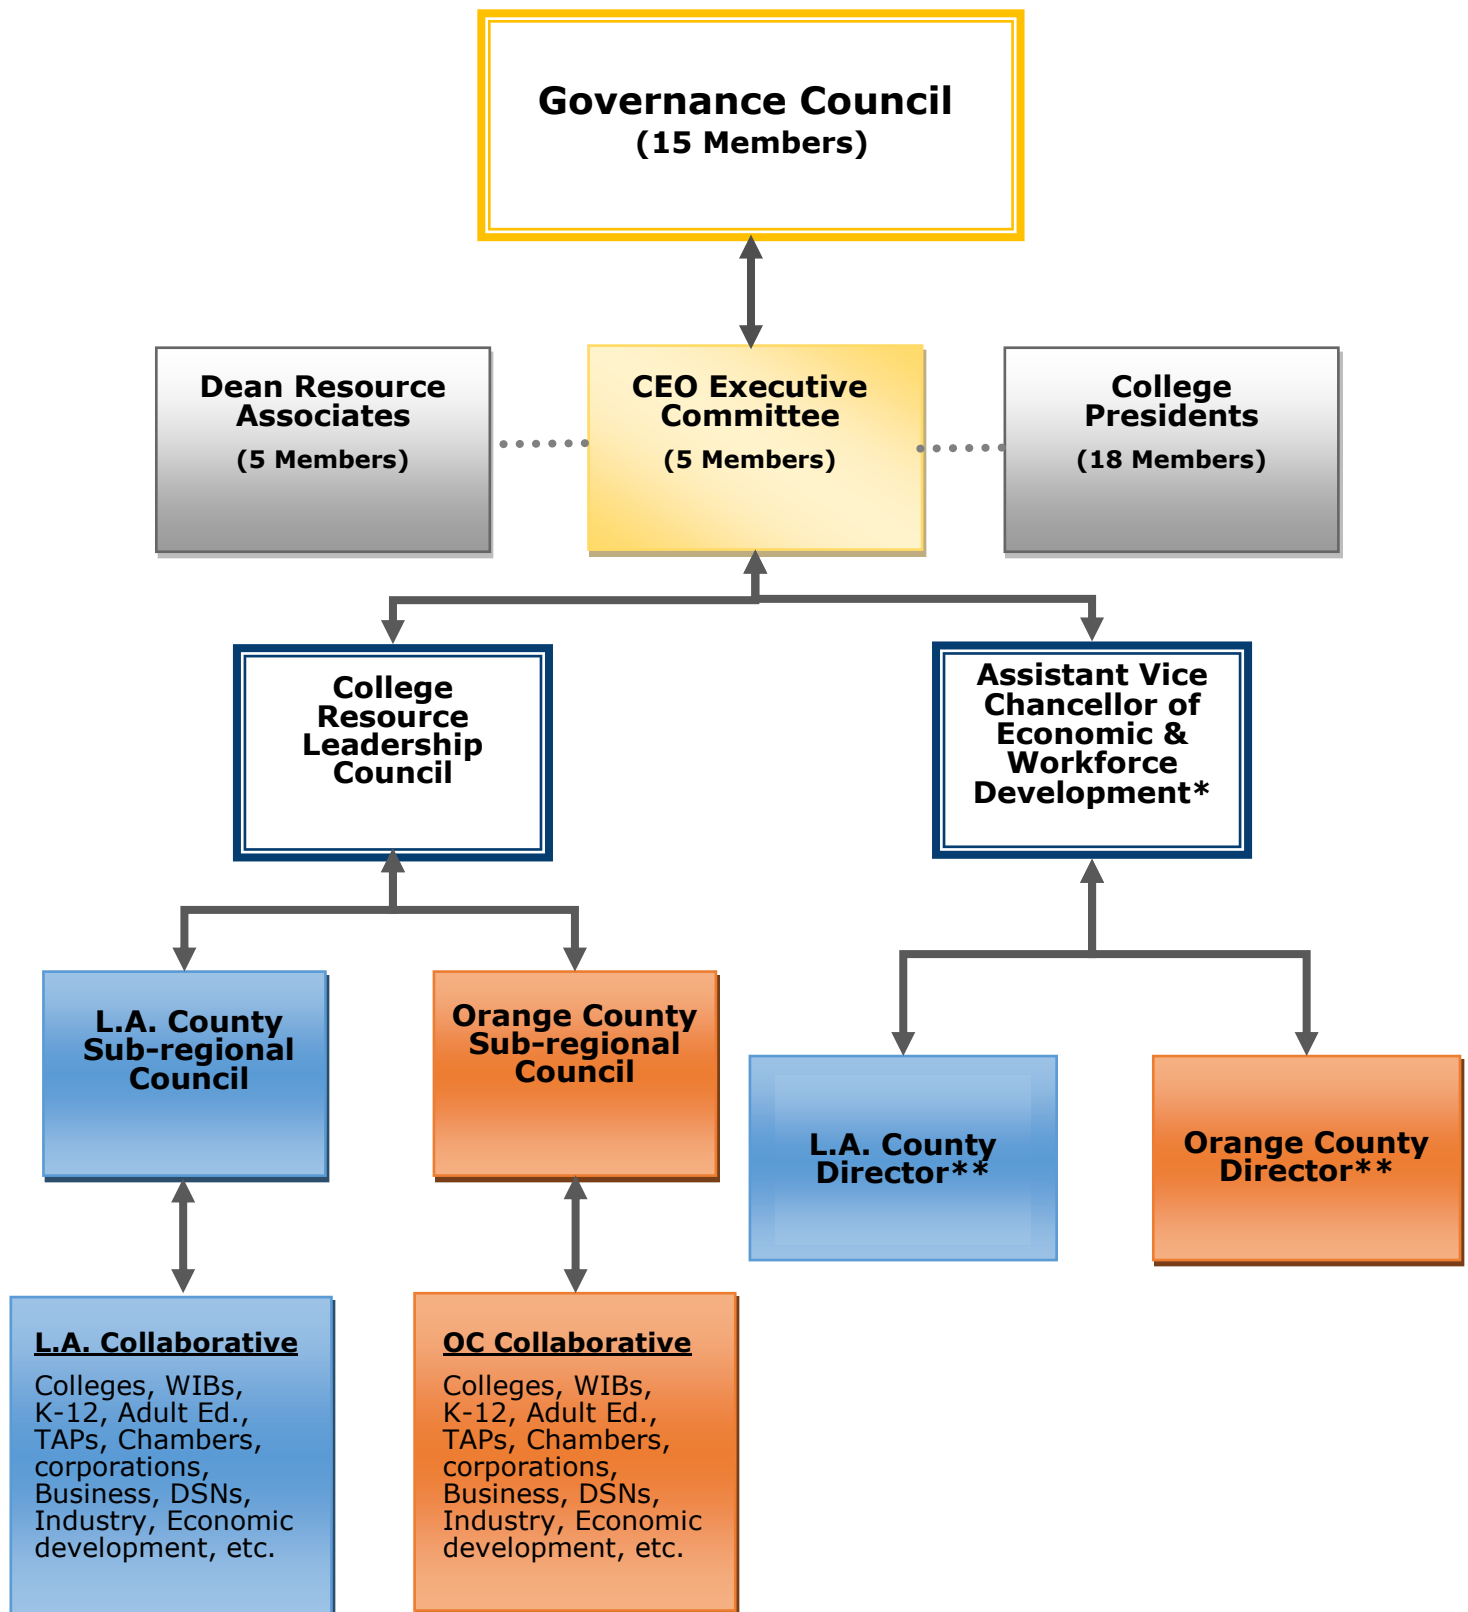 Governance Council
(15 Members)
Dean Resource
Associates
(5 Members)
CEO Executive
Committee
(5 Members)
College
Presidents
(18 Members)
College
Resource
Leadership
Council
Assistant Vice
Chancellor of
Economic &
Workforce
Development*
L.A. County
Sub-regional
Council
Orange County
Sub-regional
Council
L.A. County
Director**
Orange County
Director**
L.A. Collaborative
Colleges, WIBs,
K-12, Adult Ed.,
TAPs, Chambers,
corporations,
Business, DSNs,
Industry, Economic
development, etc.
OC Collaborative
Colleges, WIBs,
K-12, Adult Ed.,
TAPs, Chambers,
corporations,
Business, DSNs,
Industry, Economic
development, etc.